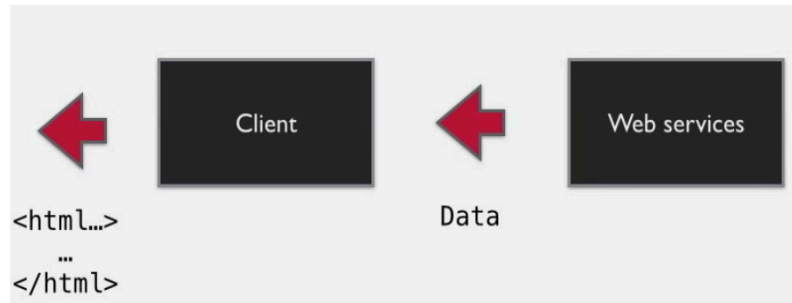 Client
Web services
Data
<html…>
…
</html>